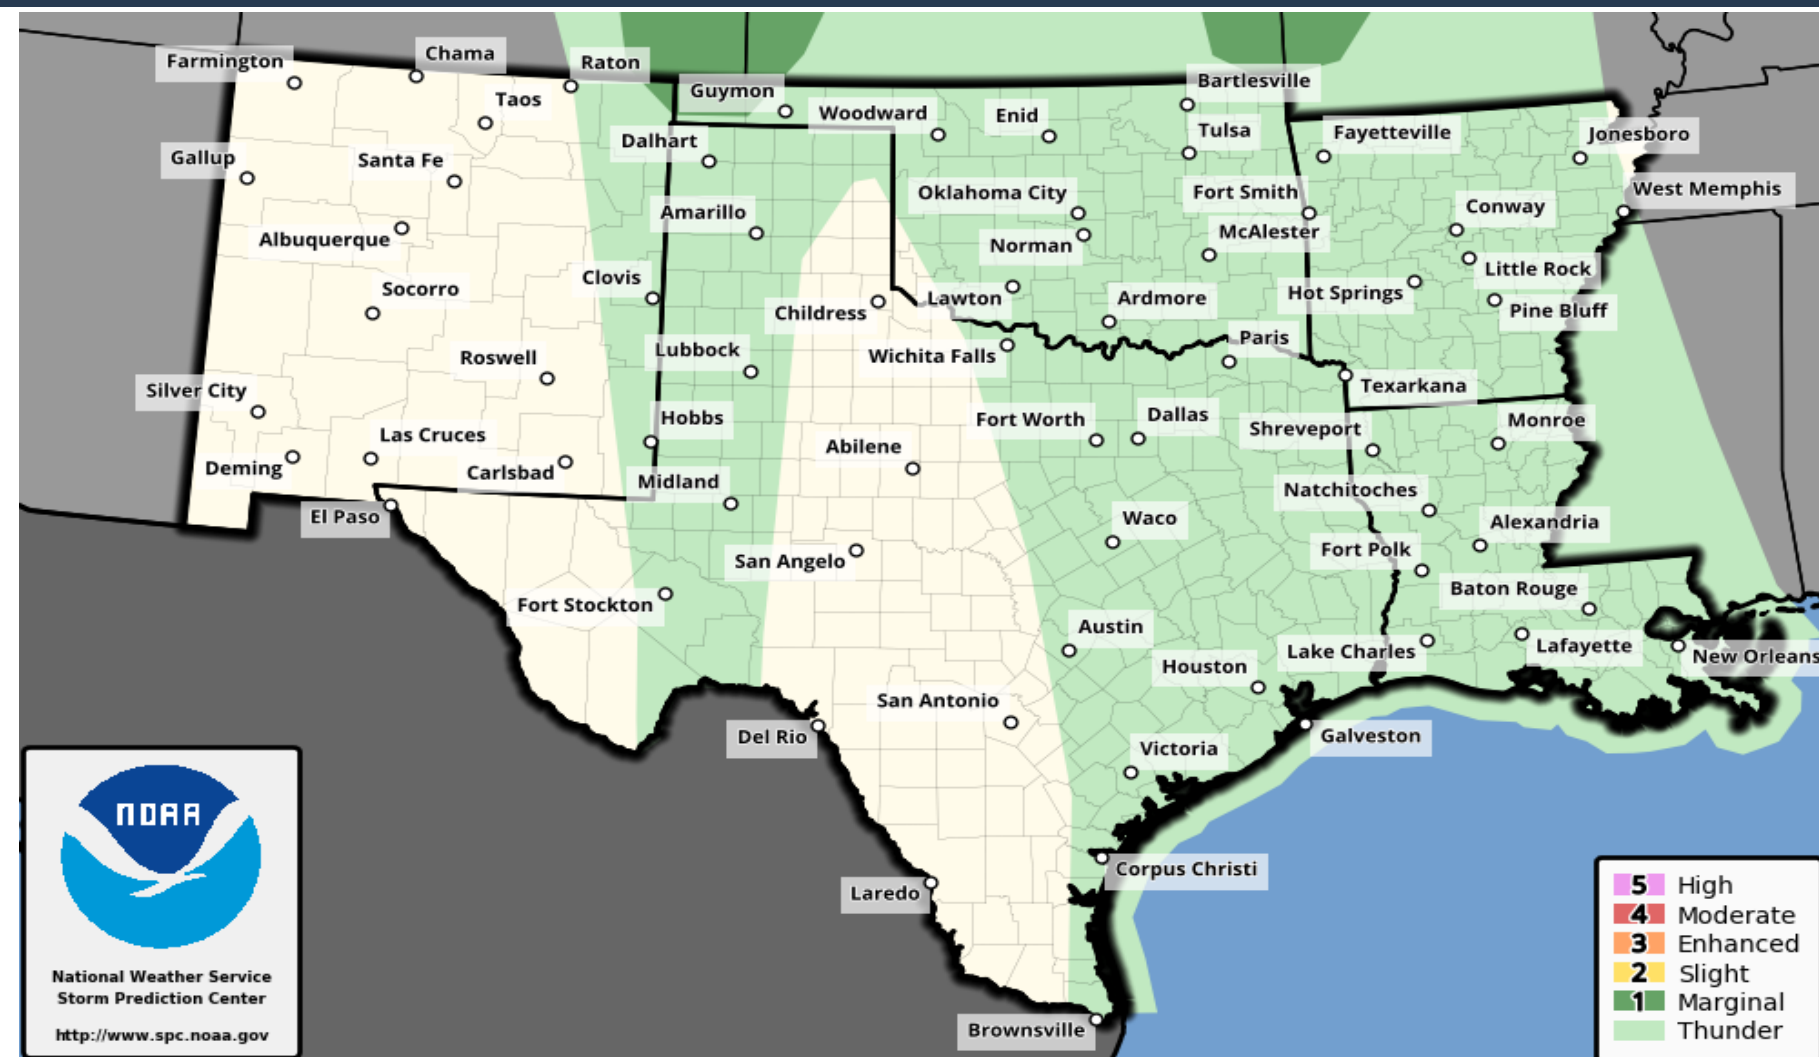 Farmington
Chama
Raton
Taos
Guymon
Woodward
Enid
Bartlesville
Tulsa
Fayetteville
Jonesboro
Gallup
Santa Fe
Dalhart
Oklahoma City
Fort Smith
West Memphis
Conway
Albuquerque
Amarillo
Norman
McAlester
Socorro
Clovis
Childress
Lawton
Ardmore
Hot Springs
Little Rock
Pine Bluff
Roswell
Lubbock
Wichita Falls
Paris
Texarkana
Silver City
Las Cruces
Hobbs
Abilene
Fort Worth
Dallas
Shreveport
Monroe
Deming
Carlsbad
Midland
Natchitoches
El Paso
Waco
Alexandria
San Angelo
Fort Polk
Fort Stockton
Baton Rouge
Austin
Lake Charles
Lafayette
New Orleans
Houston
San Antonio
Del Rio
Victoria
Galveston
Corpus Christi
Laredo
Brownsville
NOAA
National Weather Service
Storm Prediction Center
http://www.spc.noaa.gov
5 High
4 Moderate
3 Enhanced
2 Slight
1 Marginal
Thunder